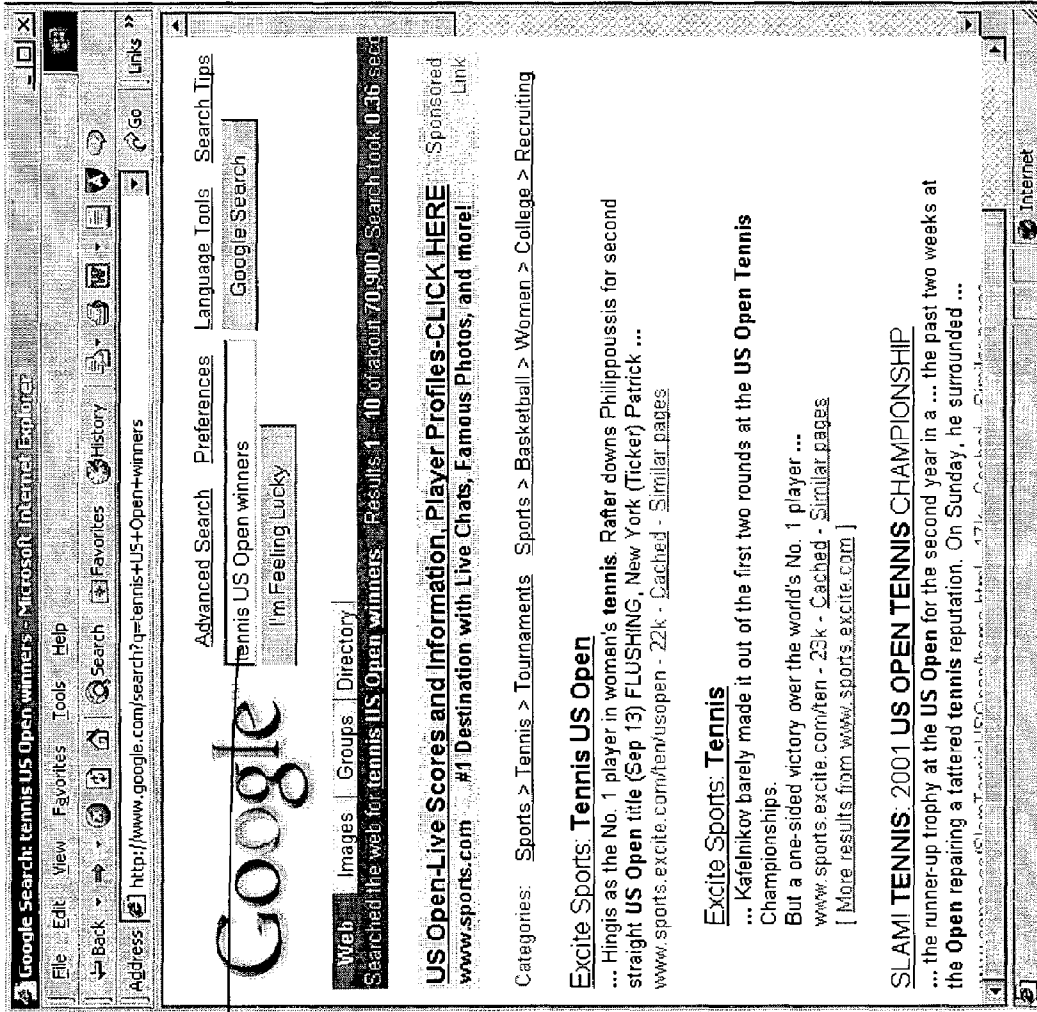 Google Search: tennis US Open winners - Microsoft Internet Explorer
File Edit View Favorites Tools Help
Back Search Favorites History
Address http://www.google.com/search?q=tennis+US+Open+winners Go Links »
Google
Advanced Search Preferences Language Tools Search Tips
tennis US Open winners Google Search
I'm Feeling Lucky
Web Images Groups Directory
Searched the web for tennis US Open winners. Results 1 - 10 of about 70,900. Search took 0.36 seco
US Open-Live Scores and Information, Player Profiles-CLICK HERE Sponsored
www.sports.com #1 Destination with Live Chats, Famous Photos, and more! Link
Categories: Sports > Tennis > Tournaments Sports > Basketball > Women > College > Recruiting
Excite Sports: Tennis US Open
... Hingis as the No. 1 player in women's tennis. Rafter downs Philippoussis for second
straight US Open title (Sep 13) FLUSHING, New York (Ticker) Patrick ...
www.sports.excite.com/ten/usopen - 22k - Cached - Similar pages
Excite Sports: Tennis
... Kafelnikov barely made it out of the first two rounds at the US Open Tennis
Championships.
But a one-sided victory over the world's No. 1 player ...
www.sports.excite.com/ten - 23k - Cached - Similar pages
[ More results from www.sports.excite.com ]
SLAM! TENNIS: 2001 US OPEN TENNIS CHAMPIONSHIP
... the runner-up trophy at the US Open for the second year in a ... the past two weeks at
the Open repairing a tattered tennis reputation. On Sunday, he surrounded ...
Internet